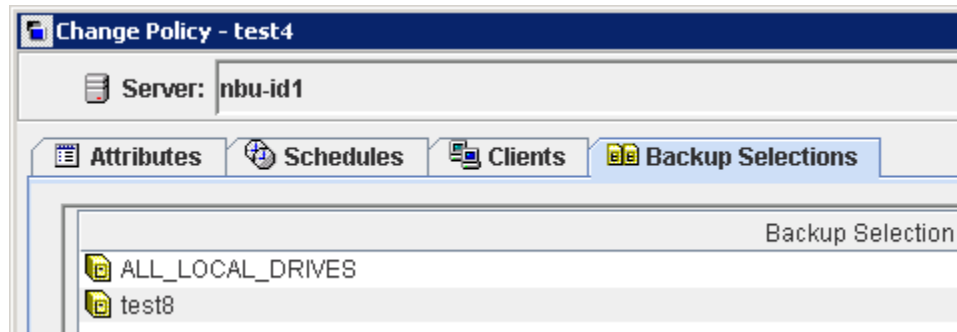 Change Policy - test4
Server: nbu-id1
Attributes Schedules Clients Backup Selections
Backup Selection
ALL_LOCAL_DRIVES
test8